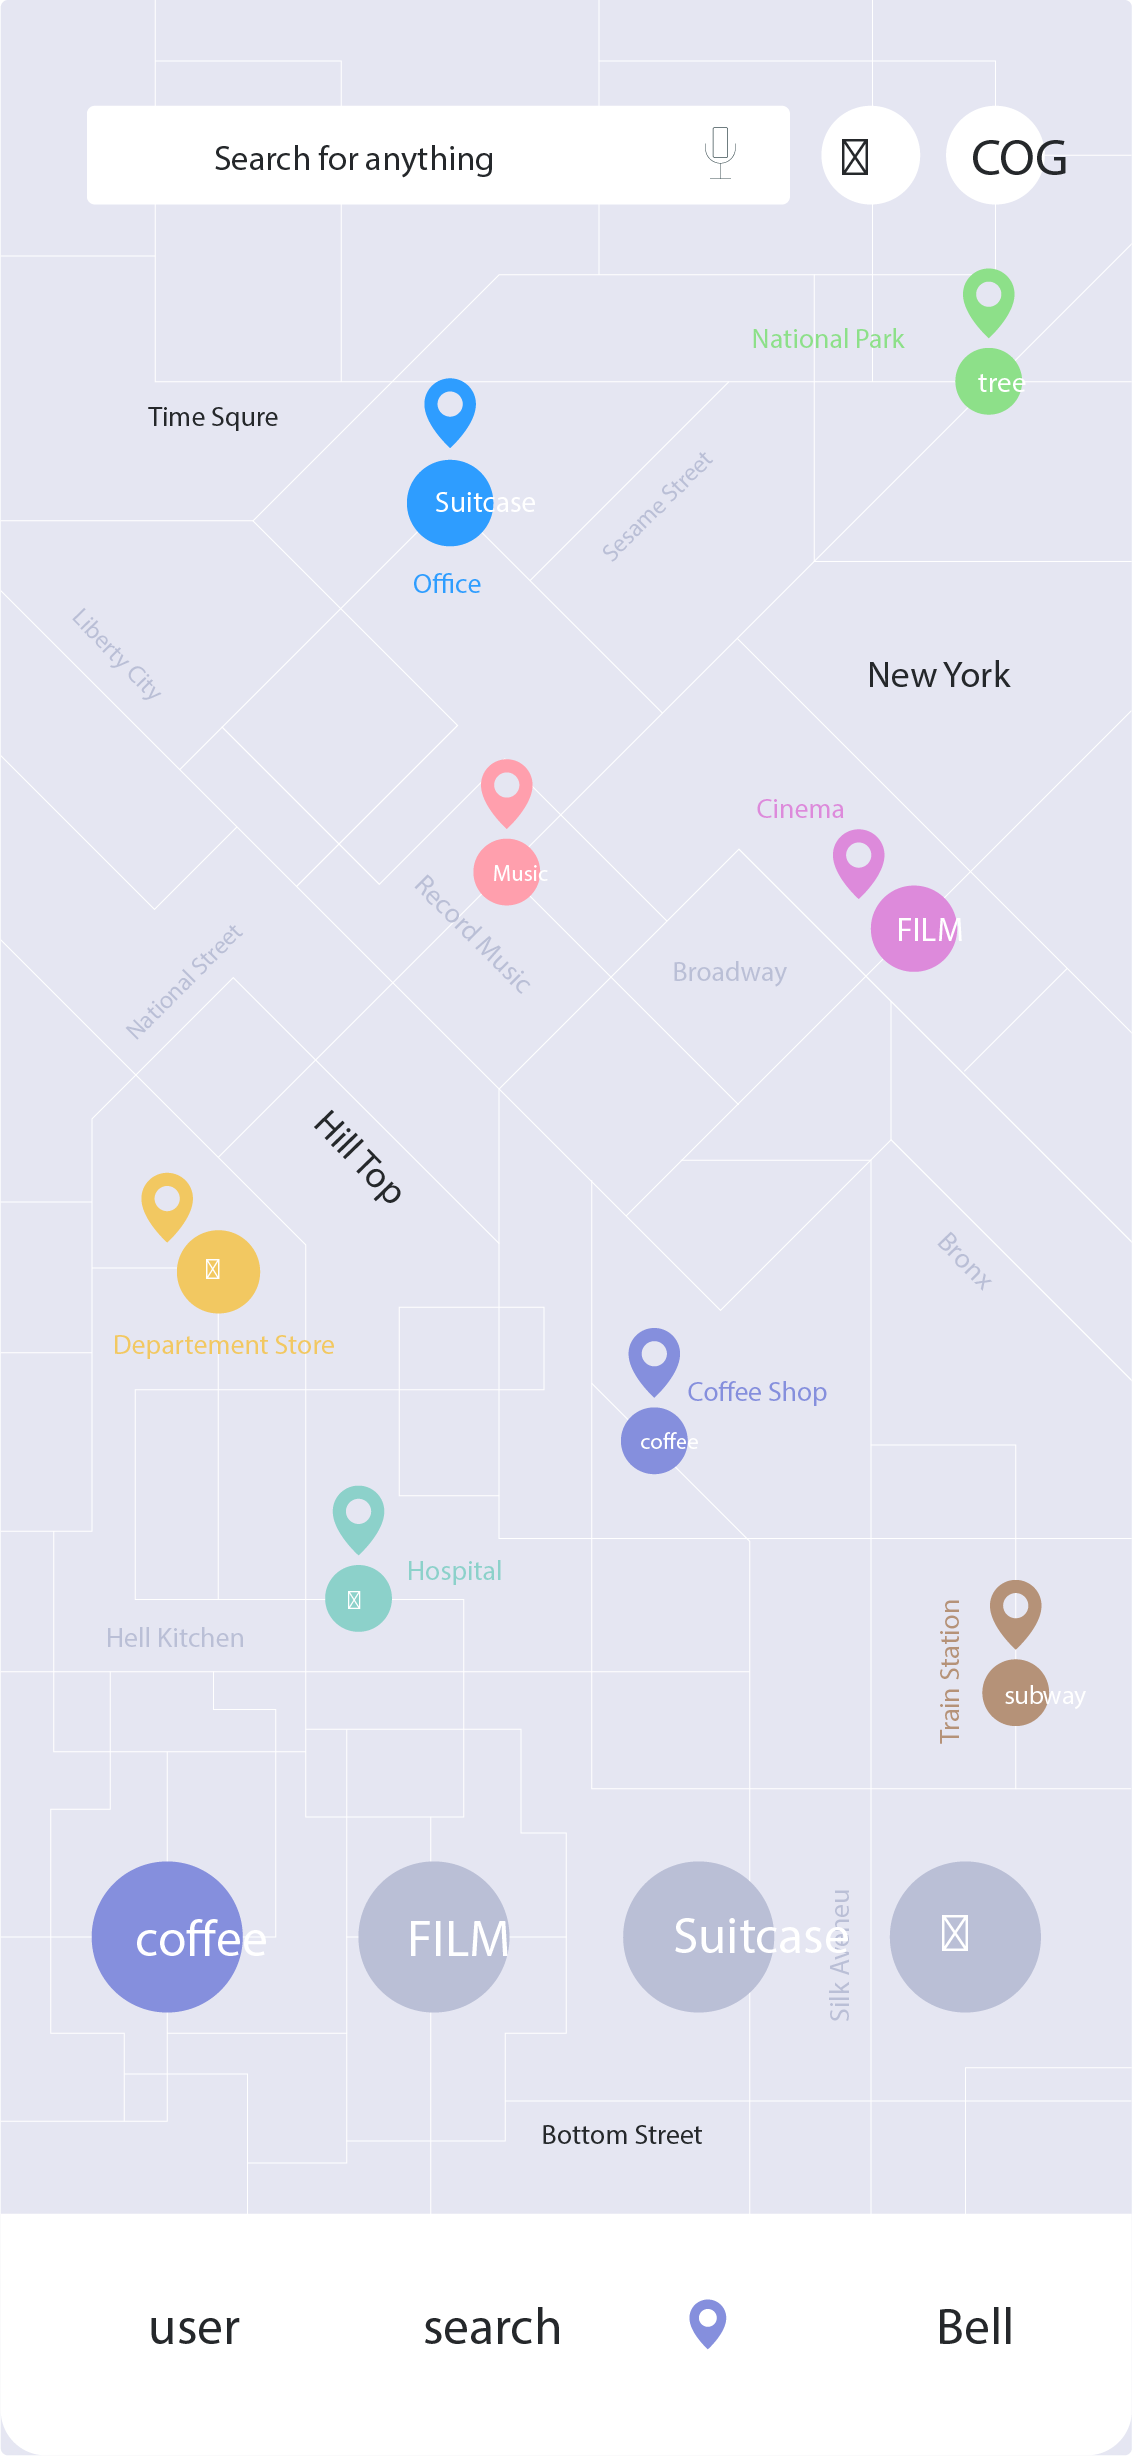 Search for anything
COG
National Park
tree
Time Squre
Suitcase
Office
Sesame Street
Liberty City
New York
Music
Cinema
FILM
Record Music
Broadway
National Street
Hill Top
Bronx
Departement Store
Coffee Shop
coffee
Hospital
Hell Kitchen
Train Station
subway
coffee
FILM
Suitcase
Silk Aveneu
Bottom Street
user
search
Bell